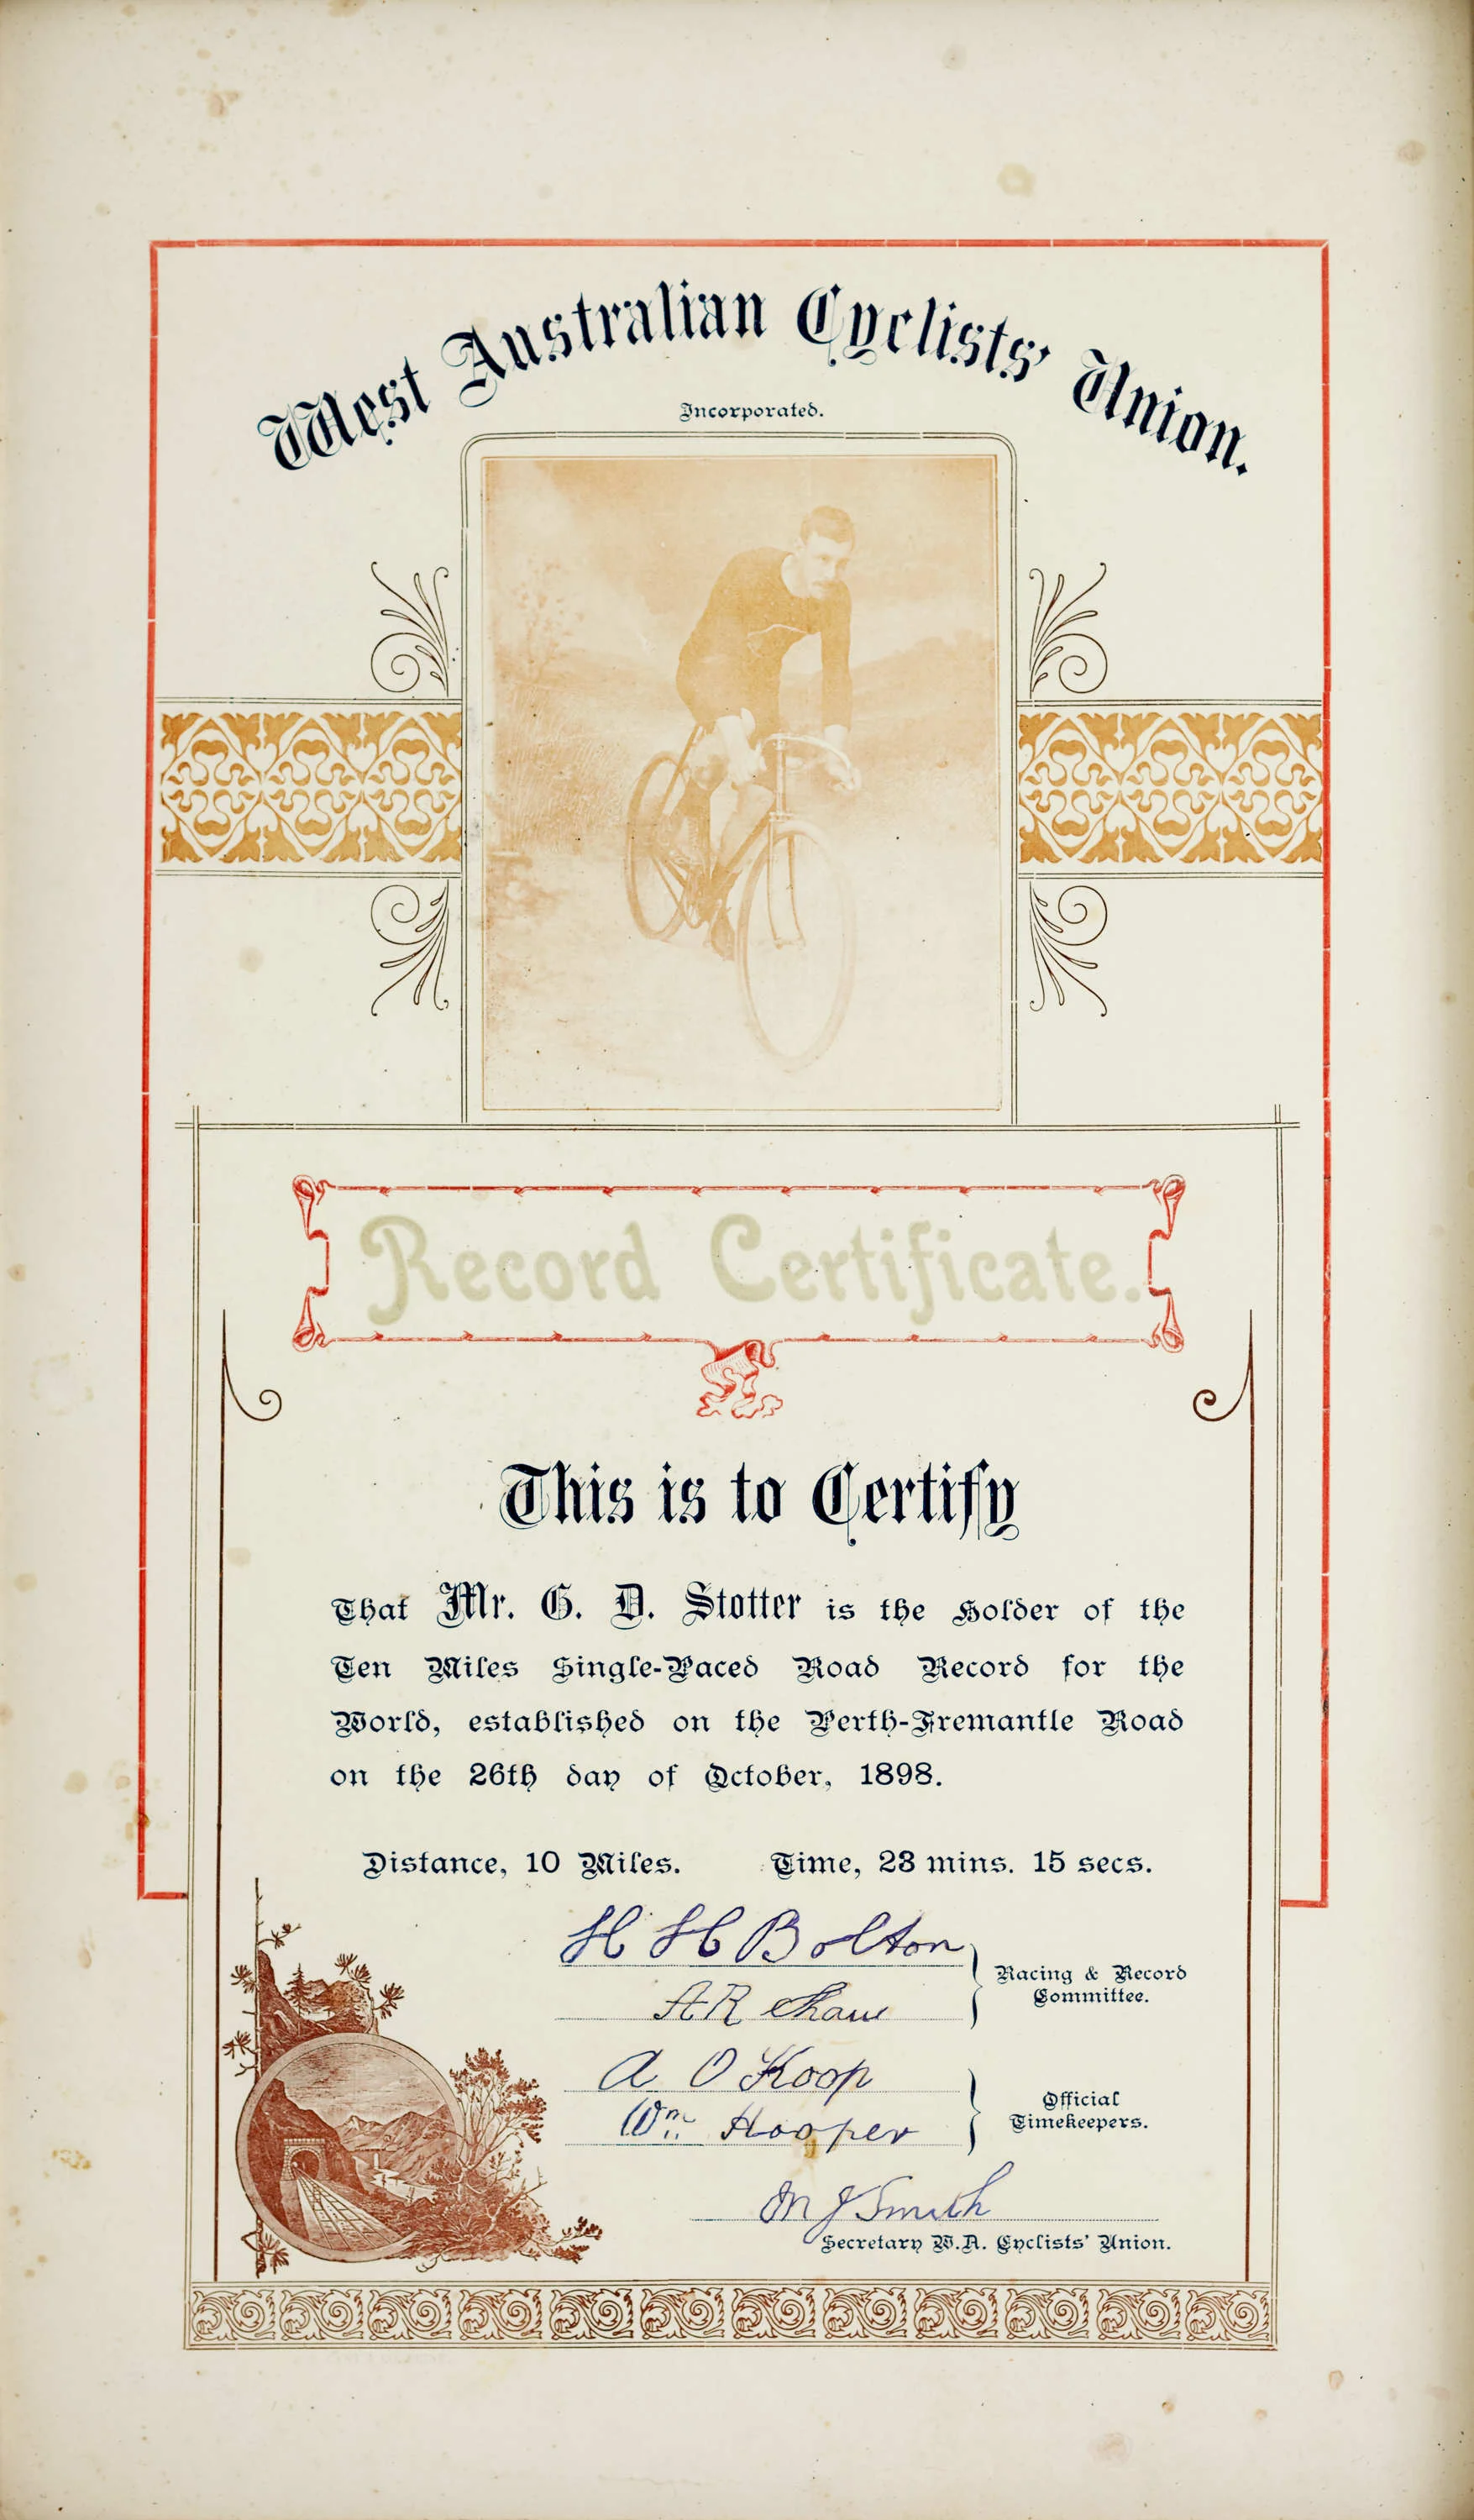 West Australian Cyclists' Union.
Incorporated.
Record Certificate.
This is to Certify
That Mr. G. D. Stotter is the Holder of the
Ten Miles Single-Paced Road Record for the
World, established on the Perth-Fremantle Road
on the 26th day of October, 1898.
Distance, 10 Miles. Time, 23 mins. 15 secs.
H H Bolton
A R Shaw
Racing & Record
Committee.
A O Koop
Wm Hooper
Official
Timekeepers.
M J Smith
Secretary W.A. Cyclists' Union.